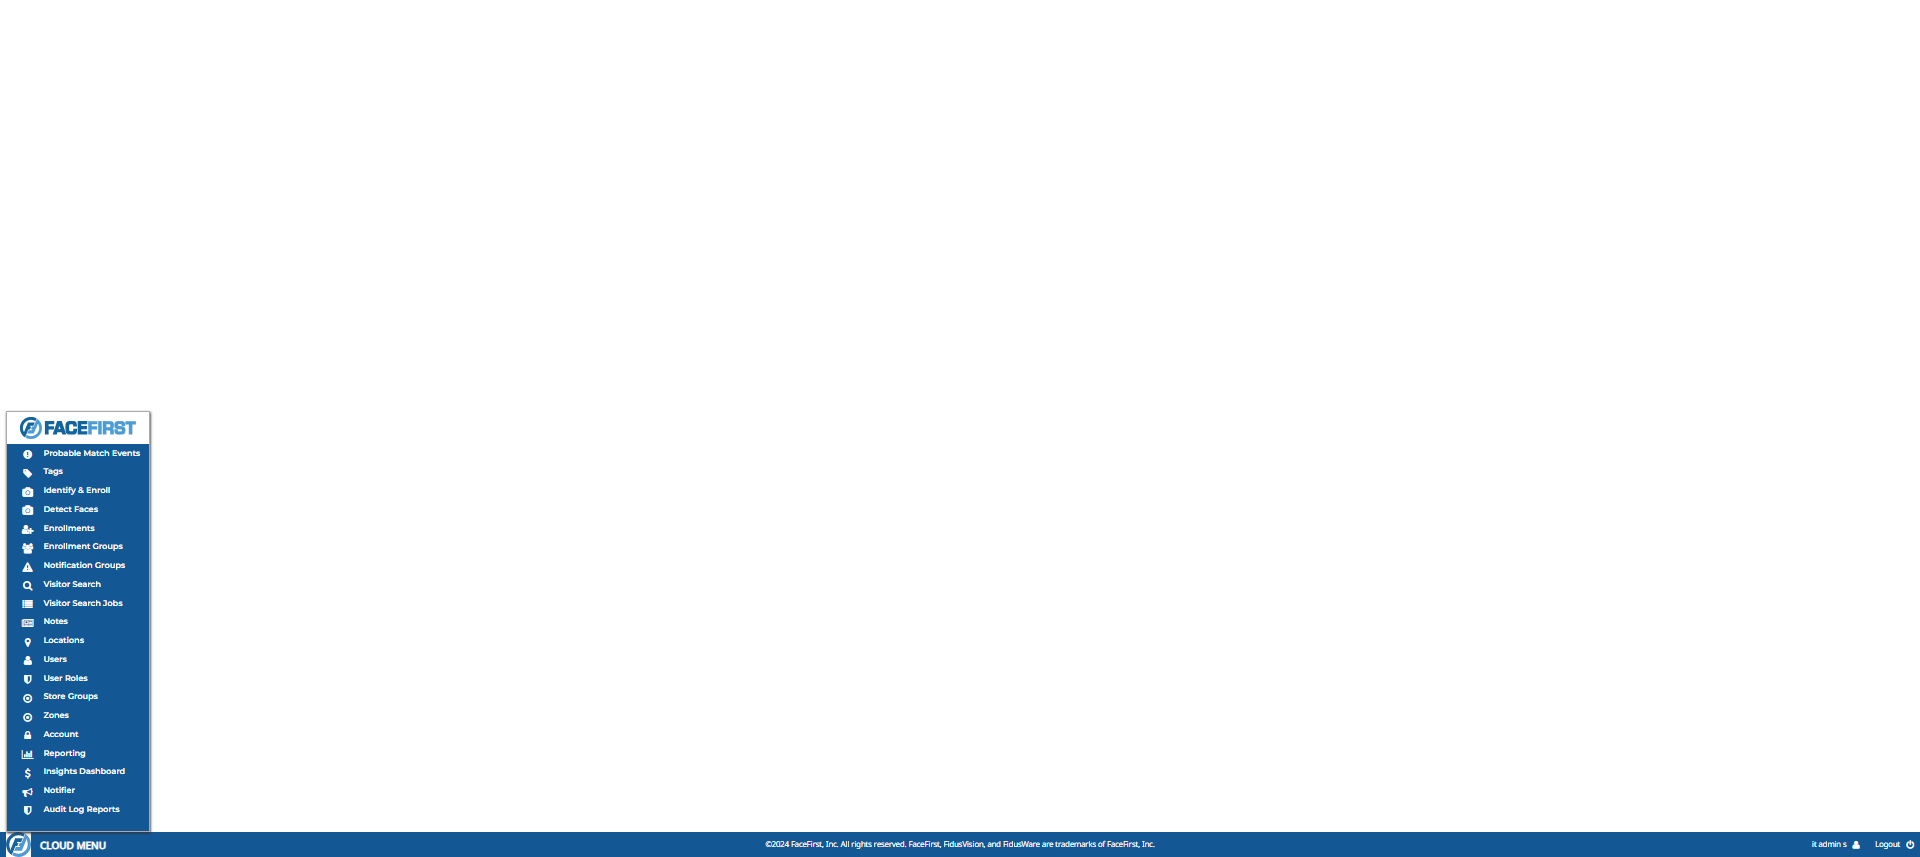 FACEFIRST
Probable Match Events
Tags
Identify & Enroll
Detect Faces
Enrollments
Enrollment Groups
Notification Groups
Visitor Search
Visitor Search Jobs
Notes
Locations
Users
User Roles
Store Groups
Zones
Account
Reporting
Insights Dashboard
Notifier
Audit Log Reports
CLOUD MENU
©2024 FaceFirst, Inc. All rights reserved. FaceFirst, FidusVision, and FidusWare are trademarks of FaceFirst, Inc.
it admin s
Logout